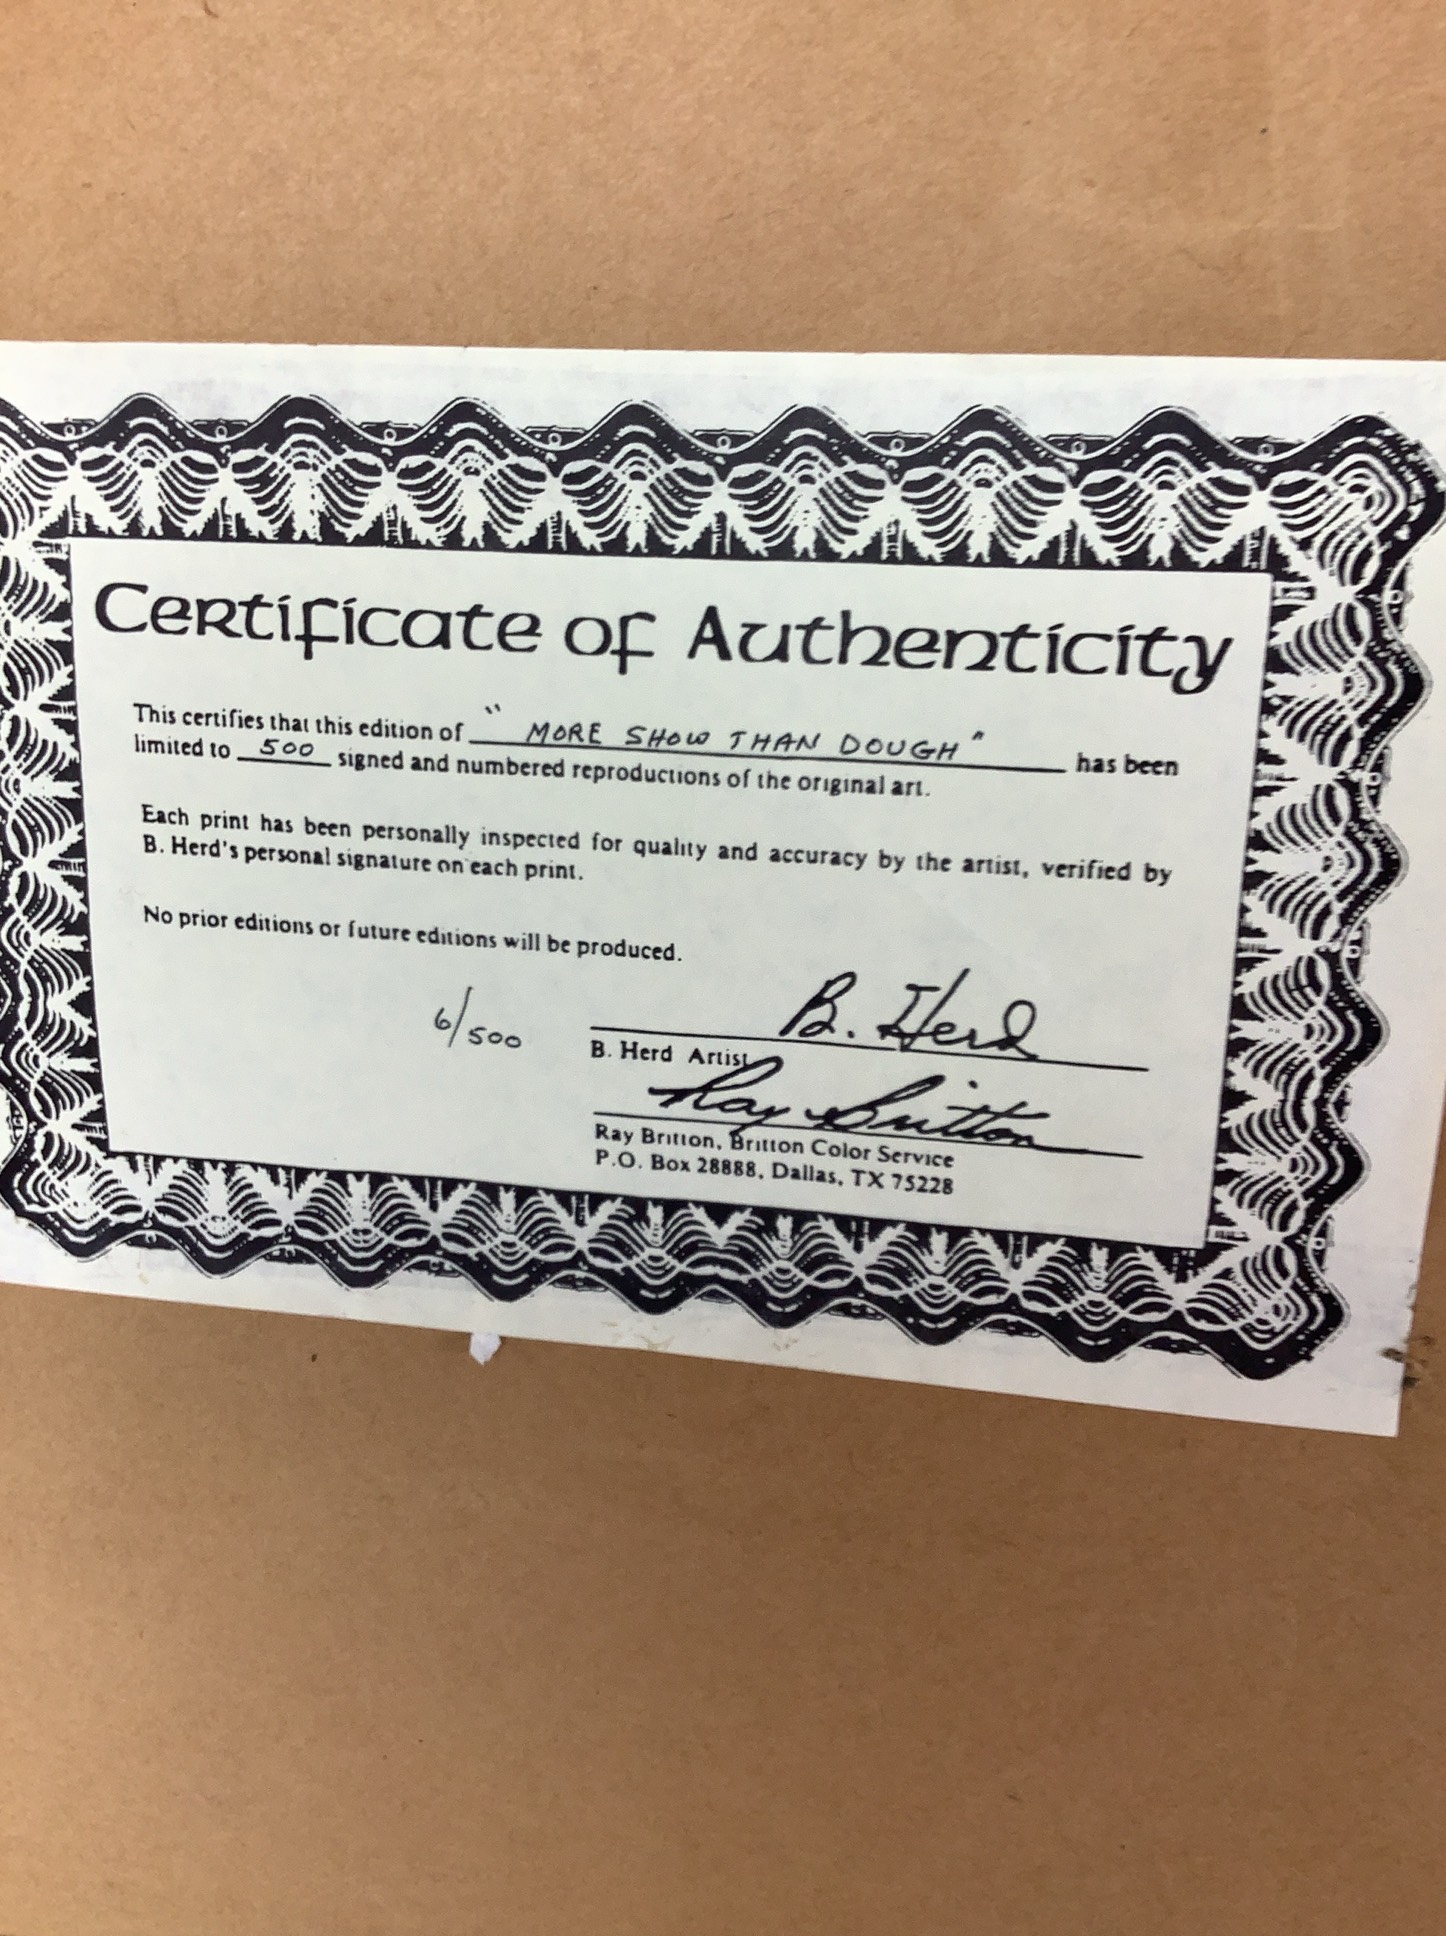 Certificate of Authenticity
This certifies that this edition of " MORE SHOW THAN DOUGH " has been
limited to 500 signed and numbered reproductions of the original art.
Each print has been personally inspected for quality and accuracy by the artist, verified by
B. Herd's personal signature on each print.
No prior editions or future editions will be produced.
6/500
B. Herd
B. Herd Artist
Ray Britton
Ray Britton, Britton Color Service
P.O. Box 28888, Dallas, TX 75228